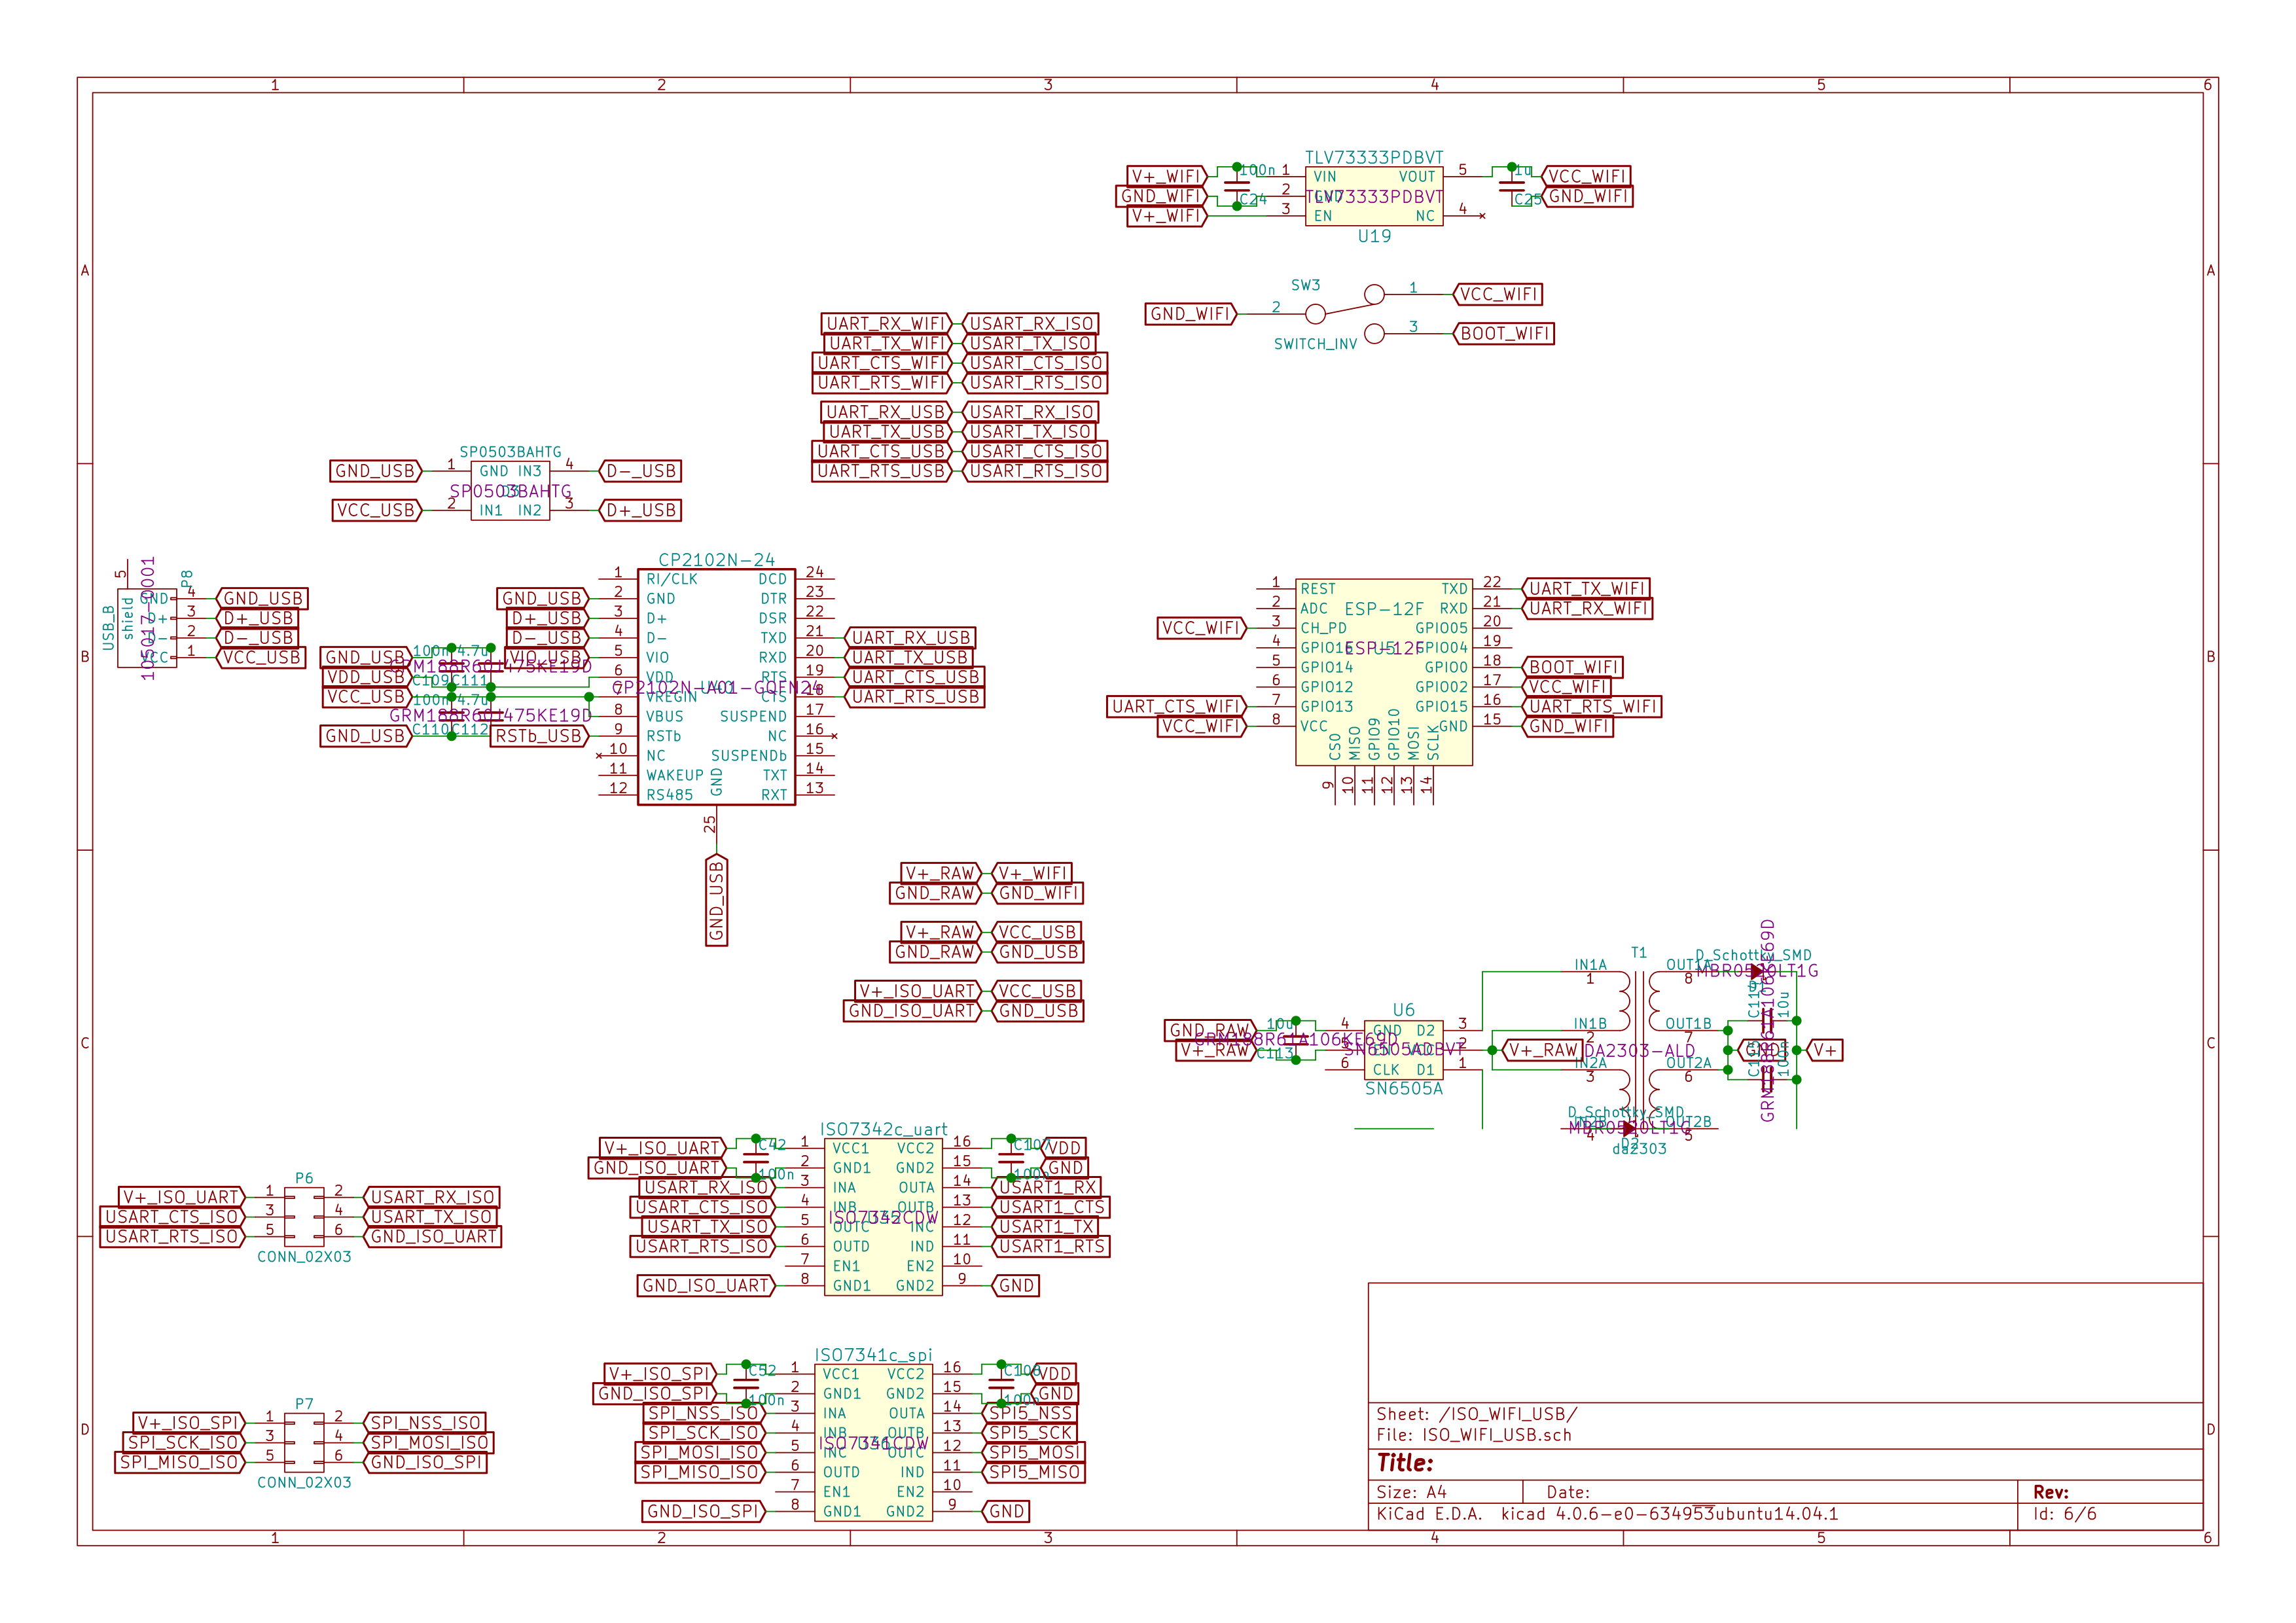 1 2 3 4 5 6
A A
B B
C C
D D
TLV73333PDBVT
V+_WIFI 100n 1 VIN VOUT 5 1u VCC_WIFI
GND_WIFI C24 2 GND TLV73333PDBVT C25 GND_WIFI
V+_WIFI 3 EN NC 4
U19
SW3 1 VCC_WIFI
GND_WIFI 2
SWITCH_INV 3 BOOT_WIFI
UART_RX_WIFI USART_RX_ISO
UART_TX_WIFI USART_TX_ISO
UART_CTS_WIFI USART_CTS_ISO
UART_RTS_WIFI USART_RTS_ISO
UART_RX_USB USART_RX_ISO
UART_TX_USB USART_TX_ISO
UART_CTS_USB USART_CTS_ISO
UART_RTS_USB USART_RTS_ISO
SP0503BAHTG
GND_USB 1 GND IN3 4 D-_USB
SP0503BAHTG
VCC_USB 2 IN1 IN2 3 D+_USB
P8
USB_B
shield
105017-0001
5
GND 4 GND_USB
D+ 3 D+_USB
D- 2 D-_USB
VCC 1 VCC_USB
CP2102N-24
1 RI/CLK DCD 24
GND_USB 2 GND DTR 23
D+_USB 3 D+ DSR 22
D-_USB 4 D- TXD 21 UART_RX_USB
GND_USB 100n 4.7u VIO_USB 5 VIO RXD 20 UART_TX_USB
GRM188R60J475KE19D
VDD_USB C109 C111 6 VDD RTS 19 UART_CTS_USB
CP2102N-A01-GQFN24
VCC_USB 100n 4.7u 7 VREGIN CTS 18 UART_RTS_USB
GRM188R60J475KE19D
8 VBUS SUSPEND 17
GND_USB C110 C112 RSTb_USB 9 RSTb NC 16
10 NC SUSPENDb 15
11 WAKEUP TXT 14
12 RS485 RXT 13
GND
25
GND_USB
1 REST TXD 22 UART_TX_WIFI
2 ADC ESP-12F RXD 21 UART_RX_WIFI
VCC_WIFI 3 CH_PD GPIO05 20
4 GPIO16 ESP-12F U5 GPIO04 19
5 GPIO14 GPIO0 18 BOOT_WIFI
6 GPIO12 GPIO02 17 VCC_WIFI
UART_CTS_WIFI 7 GPIO13 GPIO15 16 UART_RTS_WIFI
VCC_WIFI 8 VCC GND 15 GND_WIFI
CS0 MISO GPIO9 GPIO10 MOSI SCLK
9 10 11 12 13 14
V+_RAW V+_WIFI
GND_RAW GND_WIFI
V+_RAW VCC_USB
GND_RAW GND_USB
V+_ISO_UART VCC_USB
GND_ISO_UART GND_USB
U6
GND_RAW 10u 4 GND D2 3
GRM188R61A106KE69D
V+_RAW C113 5 EN VCC 2 V+_RAW
SN6505ADBVT
6 CLK D1 1
SN6505A
T1
IN1A 1 OUT1A 8
IN1B 2 OUT1B 7
DA2303-ALD
IN2A 3 OUT2A 6
IN2B 4 OUT2B 5
da2303
D_Schottky_SMD
MBR0520LT1G
D1
D_Schottky_SMD
MBR0520LT1G
D2
10u
100n
GRM188R61A106KE69D
GND V+
ISO7342c_uart
V+_ISO_UART C42 1 VCC1 VCC2 16 C107 VDD
GND_ISO_UART 100n 2 GND1 GND2 15 100n GND
USART_RX_ISO 3 INA OUTA 14 USART1_RX
USART_CTS_ISO 4 INB OUTB 13 USART1_CTS
ISO7342CDW
USART_TX_ISO 5 OUTC INC 12 USART1_TX
USART_RTS_ISO 6 OUTD IND 11 USART1_RTS
7 EN1 EN2 10
GND_ISO_UART 8 GND1 GND2 9 GND
P6
V+_ISO_UART 1 2 USART_RX_ISO
USART_CTS_ISO 3 4 USART_TX_ISO
USART_RTS_ISO 5 6 GND_ISO_UART
CONN_02X03
ISO7341c_spi
V+_ISO_SPI C52 1 VCC1 VCC2 16 C108 VDD
GND_ISO_SPI 100n 2 GND1 GND2 15 100n GND
SPI_NSS_ISO 3 INA OUTA 14 SPI5_NSS
SPI_SCK_ISO 4 INB OUTB 13 SPI5_SCK
ISO7341CDW
SPI_MOSI_ISO 5 INC OUTC 12 SPI5_MOSI
SPI_MISO_ISO 6 OUTD IND 11 SPI5_MISO
7 EN1 EN2 10
GND_ISO_SPI 8 GND1 GND2 9 GND
P7
V+_ISO_SPI 1 2 SPI_NSS_ISO
SPI_SCK_ISO 3 4 SPI_MOSI_ISO
SPI_MISO_ISO 5 6 GND_ISO_SPI
CONN_02X03
Sheet: /ISO_WIFI_USB/
File: ISO_WIFI_USB.sch
Title:
Size: A4 Date: Rev:
KiCad E.D.A. kicad 4.0.6-e0-634953ubuntu14.04.1 Id: 6/6
1 2 3 4 5 6